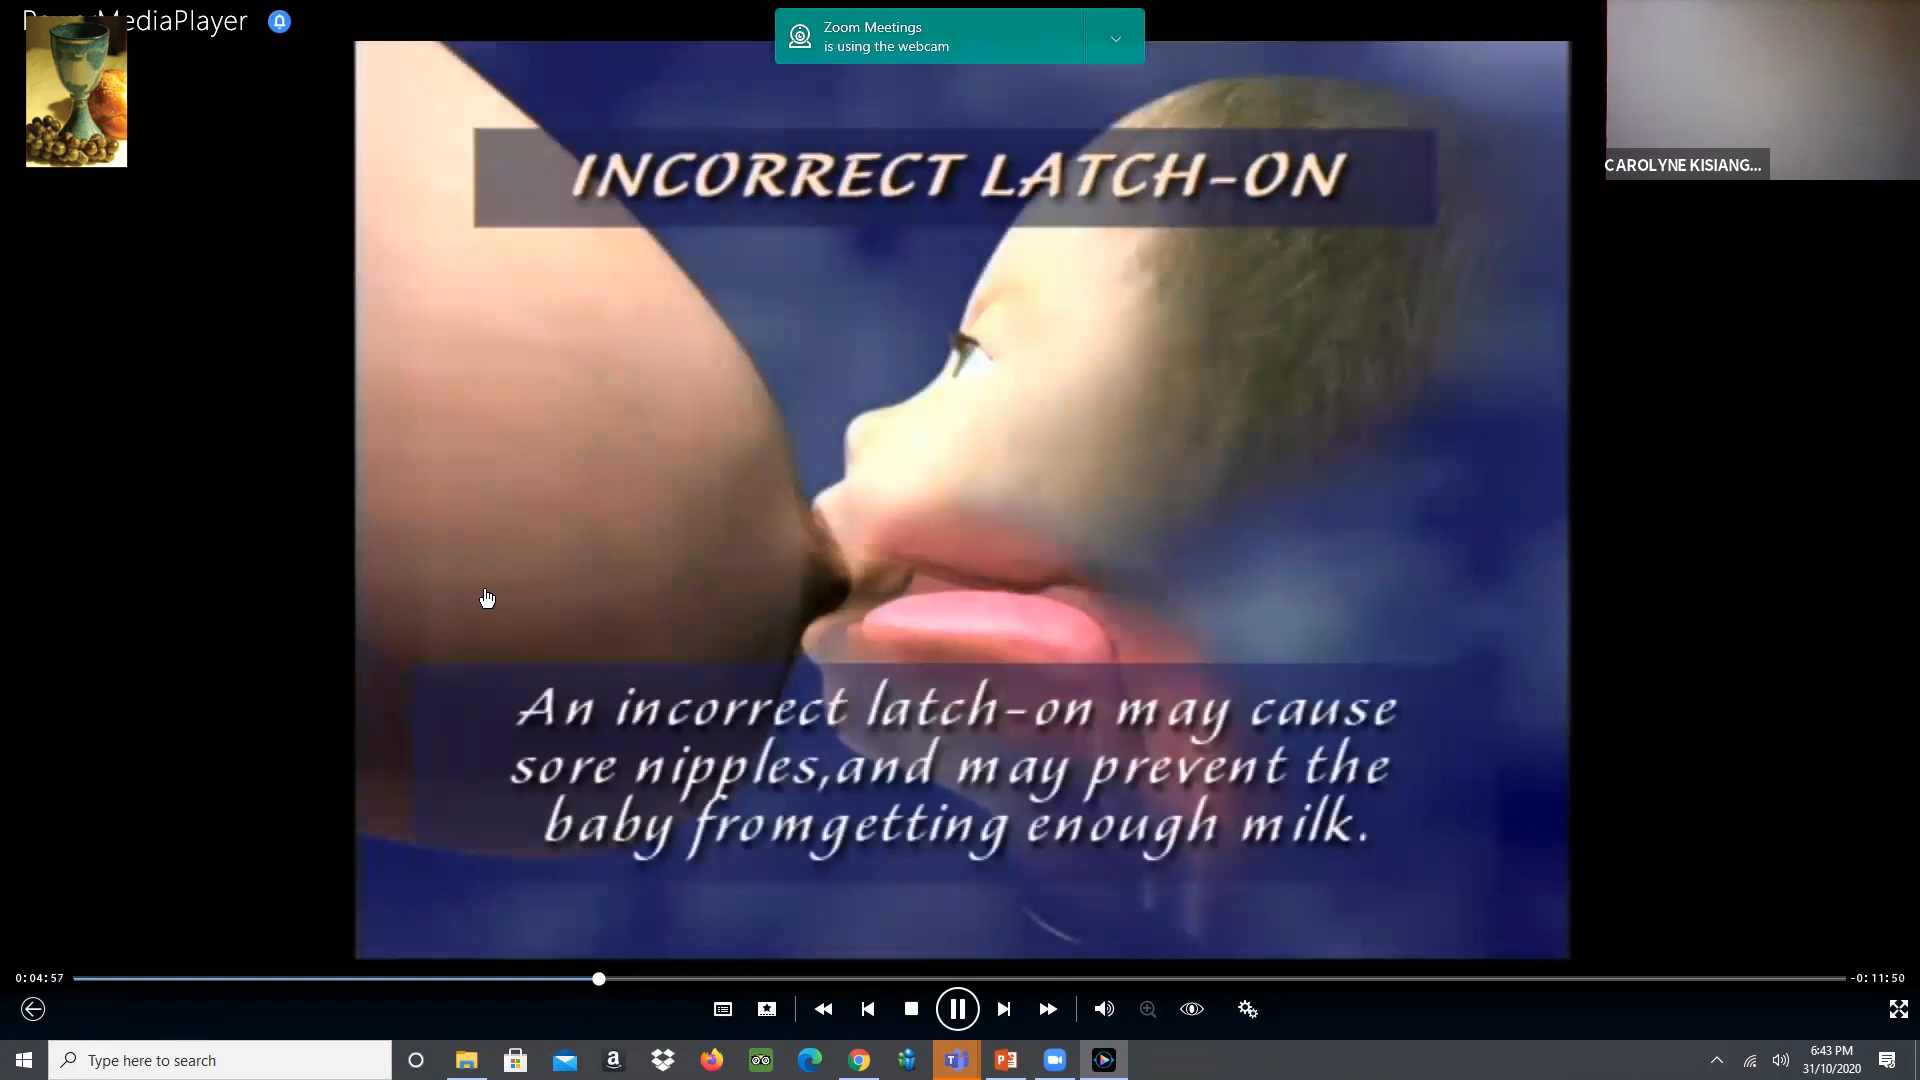 MediaPlayer
Zoom Meetings
is using the webcam
CAROLYNE KISIANG...
INCORRECT LATCH-ON
An incorrect latch-on may cause
sore nipples,and may prevent the
baby fromgetting enough milk.
0:04:57
-0:11:50
Type here to search
6:43 PM
31/10/2020